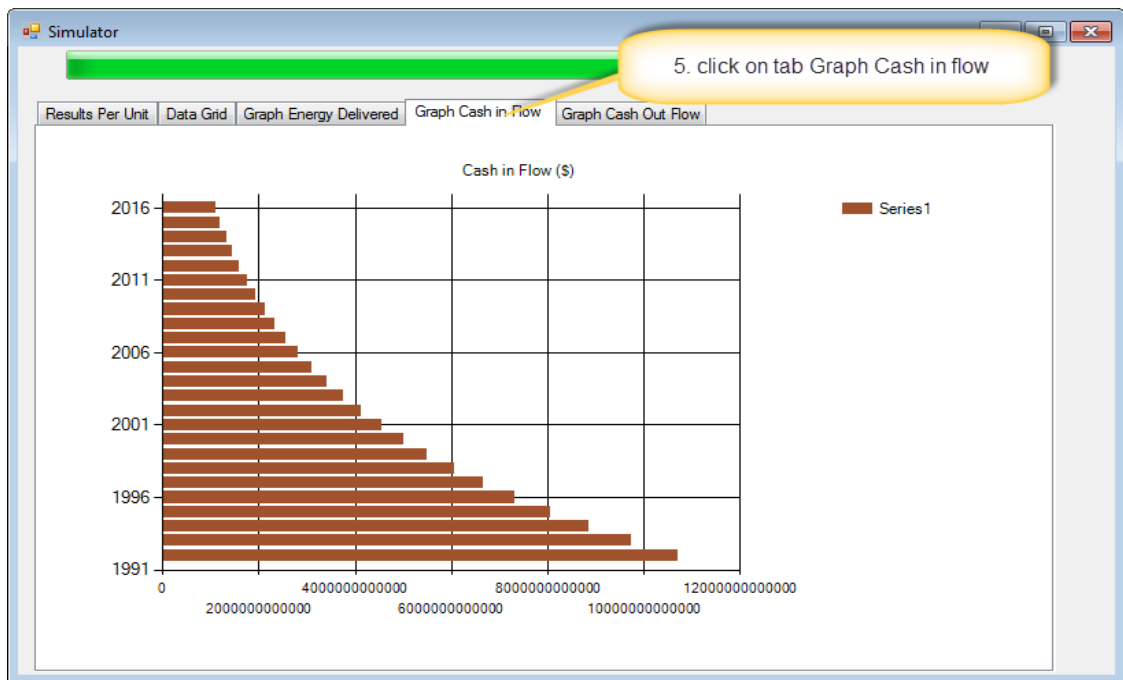 Simulator
5. click on tab Graph Cash in flow
Results Per Unit
Data Grid
Graph Energy Delivered
Graph Cash in Flow
Graph Cash Out Flow
Cash in Flow ($)
Series1
2016
2011
2006
2001
1996
1991
0
2000000000000
4000000000000
6000000000000
8000000000000
10000000000000
12000000000000